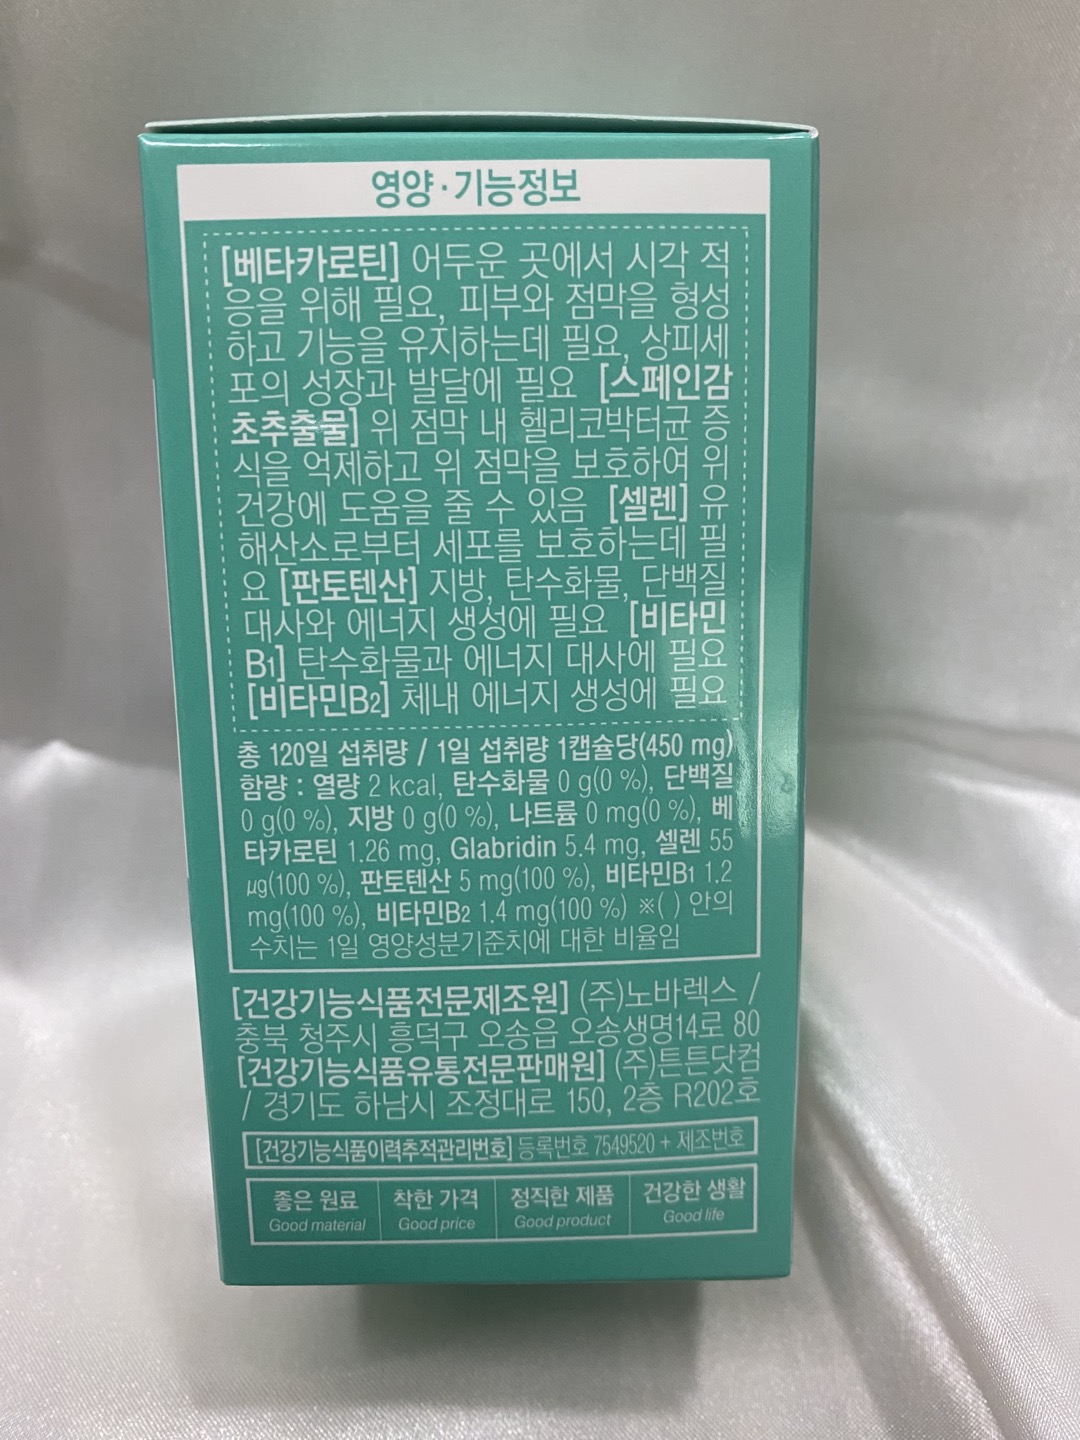 영양·기능정보
[베타카로틴] 어두운 곳에서 시각 적
응을 위해 필요, 피부와 점막을 형성
하고 기능을 유지하는데 필요, 상피세
포의 성장과 발달에 필요 [스페인감
초추출물] 위 점막 내 헬리코박터균 증
식을 억제하고 위 점막을 보호하여 위
건강에 도움을 줄 수 있음 [셀렌] 유
해산소로부터 세포를 보호하는데 필
요 [판토텐산] 지방, 탄수화물, 단백질
대사와 에너지 생성에 필요 [비타민
B1] 탄수화물과 에너지 대사에 필요
[비타민B2] 체내 에너지 생성에 필요
총 120일 섭취량 / 1일 섭취량 1캡슐당(450 mg)
함량 : 열량 2 kcal, 탄수화물 0 g(0 %), 단백질
0 g(0 %), 지방 0 g(0 %), 나트륨 0 mg(0 %), 베
타카로틴 1.26 mg, Glabridin 5.4 mg, 셀렌 55
μg(100 %), 판토텐산 5 mg(100 %), 비타민B1 1.2
mg(100 %), 비타민B2 1.4 mg(100 %) ※( ) 안의
수치는 1일 영양성분기준치에 대한 비율임
[건강기능식품전문제조원] (주)노바렉스 /
충북 청주시 흥덕구 오송읍 오송생명14로 80
[건강기능식품유통전문판매원] (주)튼튼닷컴
/ 경기도 하남시 조정대로 150, 2층 R202호
[건강기능식품이력추적관리번호] 등록번호 7549520 + 제조번호
좋은 원료 착한 가격 정직한 제품 건강한 생활
Good material Good price Good product Good life